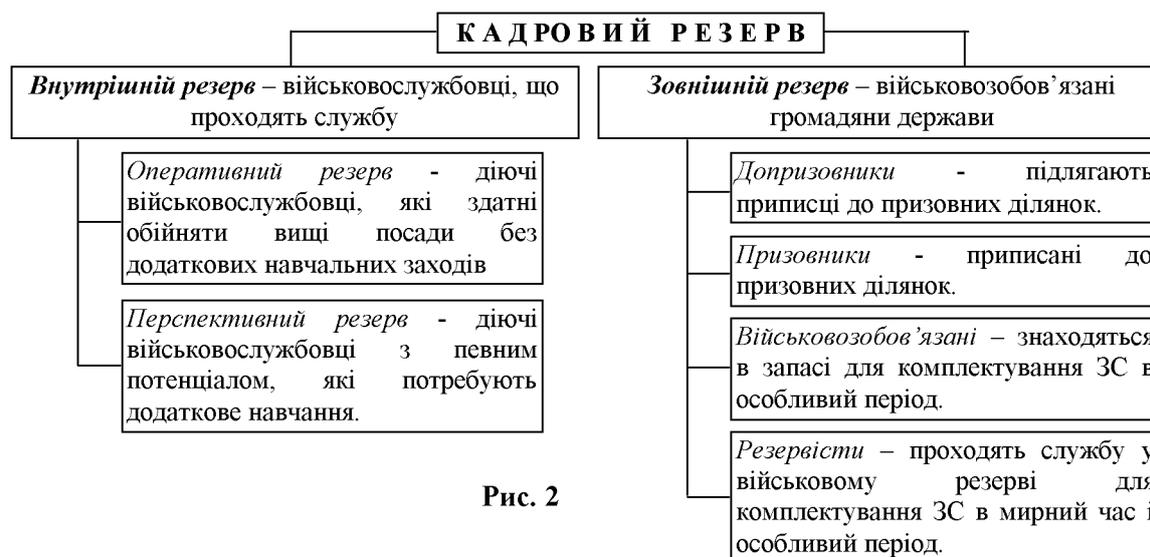 КАДРОВИЙ РЕЗЕРВ
Внутрішній резерв – військовослужбовці, що
проходять службу
Оперативний резерв - діючі
військовослужбовці, які здатні
обійняти вищі посади без
додаткових навчальних заходів
Перспективний резерв - діючі
військовослужбовці з певним
потенціалом, які потребують
додаткове навчання.
Зовнішній резерв – військовозобов’язані
громадяни держави
Допризовники - підлягають
приписці до призовних ділянок.
Призовники - приписані до
призовних ділянок.
Військовозобов’язані – знаходяться
в запасі для комплектування ЗС в
особливий період.
Резервісти – проходять службу у
військовому резерві для
комплектування ЗС в мирний час і
особливий період.
Рис. 2